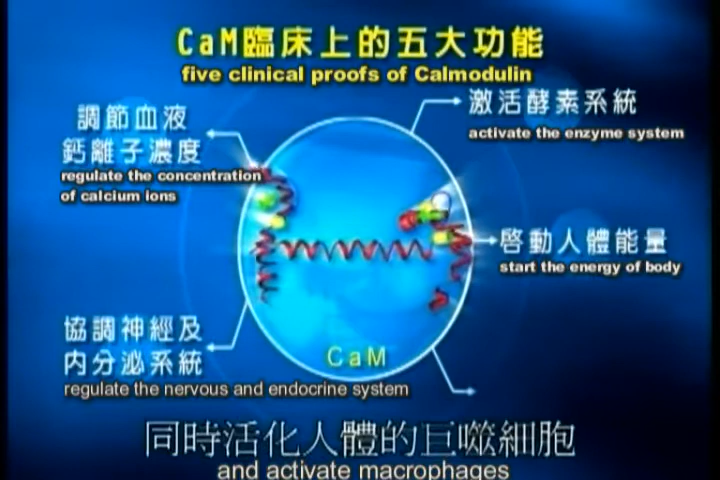 CaM臨床上的五大功能
five clinical proofs of Calmodulin
調節血液
鈣離子濃度
regulate the concentration
of calcium ions
激活酵素系統
activate the enzyme system
啓動人體能量
start the energy of body
協調神經及
內分泌系統
regulate the nervous and endocrine system
CaM
同時活化人體的巨噬細胞
and activate macrophages